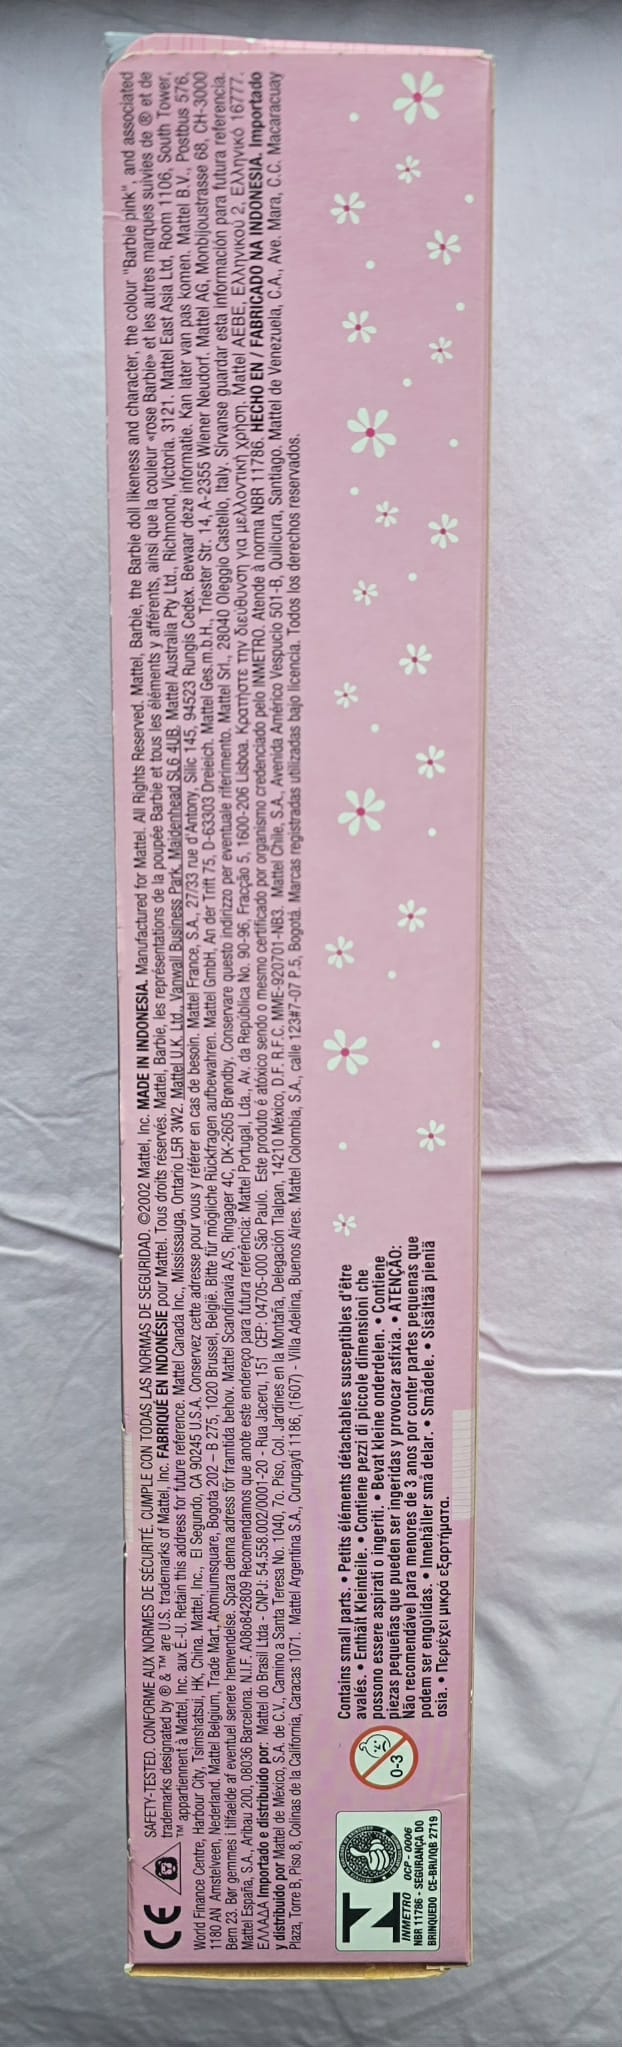 CE
SAFETY-TESTED. CONFORME AUX NORMES DE SÉCURITÉ. CUMPLE CON TODAS LAS NORMAS DE SEGURIDAD. ©2002 Mattel, Inc. MADE IN INDONESIA. Manufactured for Mattel. All Rights Reserved. Mattel, Barbie, the Barbie doll likeness and character, the colour "Barbie pink", and associated
trademarks designated by ® & ™ are U.S. trademarks of Mattel, Inc. FABRIQUÉ EN INDONÉSIE pour Mattel. Tous droits réservés. Mattel, Barbie, les représentations de la poupée Barbie et tous les éléments y afférents, ainsi que la couleur «rose Barbie» et les autres marques suivies de ® et de
™ appartiennent à Mattel, Inc. aux É.-U. Retain this address for future reference. Mattel Canada Inc., Mississauga, Ontario L5R 3W2. Mattel U.K. Ltd., Vanwall Business Park, Maidenhead SL6 4UB. Mattel Australia Pty Ltd., Richmond, Victoria. 3121. Mattel East Asia Ltd, Room 1106, South Tower,
World Finance Centre, Harbour City, Tsimshatsui, HK, China. Mattel, Inc., El Segundo, CA 90245 U.S.A. Conservez cette adresse pour vous y référer en cas de besoin. Mattel France, S.A., 27/33 rue d'Antony, Silic 145, 94523 Rungis Cedex. Bewaar deze informatie. Kan later van pas komen. Mattel B.V., Postbus 576,
1180 AN Amstelveen, Nederland. Mattel Belgium, Trade Mart, Atomiumsquare, Bogota 202 – B 275, 1020 Brussel, België. Bitte für mögliche Rückfragen aufbewahren. Mattel GmbH, An der Trift 75, D-63303 Dreieich. Mattel Ges.m.b.H., Triester Str. 14, A-2355 Wiener Neudorf. Mattel AG, Monbijoustrasse 68, CH-3000
Bern 23. Bør gemmes i tilfælde af eventuel senere henvendelse. Spara denna adress för framtida behov. Mattel Scandinavia A/S, Ringager 4C, DK-2605 Brøndby. Conservare questo indirizzo per eventuale riferimento. Mattel Srl., 28040 Oleggio Castello, Italy. Sírvanse guardar esta información para futura referencia.
Mattel España, S.A., Aribau 200, 08036 Barcelona. N.I.F. A08o842809 Recomendamos que anote este endereço para futura referência: Mattel Portugal, Lda., Av. da República No. 90-96, Fracção 5, 1600-206 Lisboa. Κρατήστε την διεύθυνση για μελλοντική χρήση: Mattel AEBE, Ελληνικού 2, Ελληνικό 16777,
ΕΛΛΑΔΑ Importado e distribuído por: Mattel do Brasil Ltda - CNPJ: 54.558.002/0001-20 - Rua Jaceru, 151 CEP: 04705-000 São Paulo. Este produto é atóxico sendo o mesmo certificado por organismo credenciado pelo INMETRO. Atende à norma NBR 11786. HECHO EN / FABRICADO NA INDONESIA. Importado
y distribuido por Mattel de México, S.A. de C.V., Camino a Santa Teresa No. 1040, 7o. Piso, Col. Jardines en la Montaña, Delegación Tlalpan, 14210 México, D.F. R.F.C. MME-920701-NB3. Mattel Chile, S.A., Avenida Américo Vespucio 501-B, Quilicura, Santiago. Mattel de Venezuela, C.A., Ave. Mara, C.C. Macaracuay
Plaza, Torre B, Piso 8, Colinas de la California, Caracas 1071. Mattel Argentina S.A., Curupaytí 1186, (1607) - Villa Adelina, Buenos Aires. Mattel Colombia, S.A., calle 123#7-07 P.5, Bogotá. Marcas registradas utilizadas bajo licencia. Todos los derechos reservados.
INMETRO OCP - 0006
NBR 11786 - SEGURANÇA DO
BRINQUEDO CE-BRI/IQB 2719
0-3
Contains small parts. • Petits éléments détachables susceptibles d'être
avalés. • Enthält Kleinteile. • Contiene pezzi di piccole dimensioni che
possono essere aspirati o ingeriti. • Bevat kleine onderdelen. • Contiene
piezas pequeñas que pueden ser ingeridas y provocar asfixia. • ATENÇÃO:
Não recomendável para menores de 3 anos por conter partes pequenas que
podem ser engolidas. • Innehåller små delar. • Smådele. • Sisältää pieniä
osia. • Περιέχει μικρά εξαρτήματα.